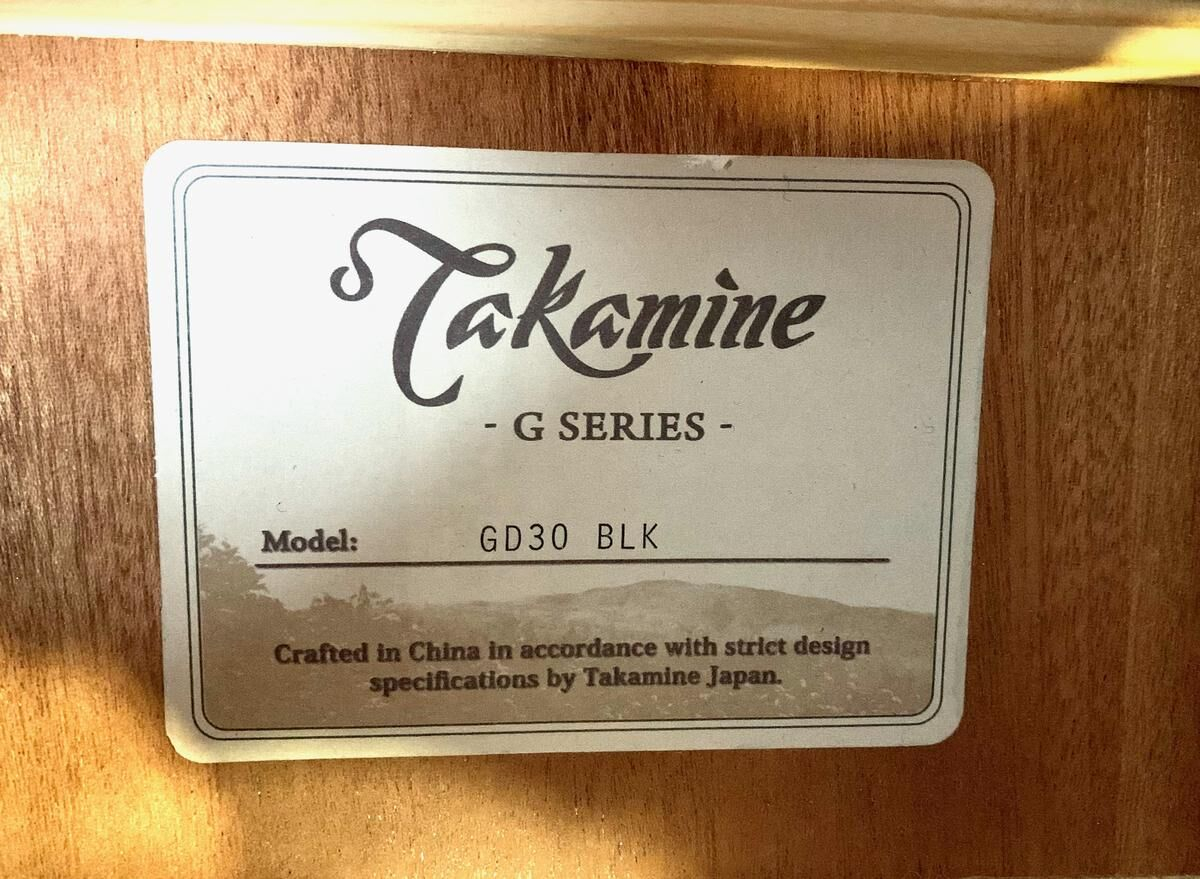 Takamine
- G SERIES -
Model: GD30 BLK
Crafted in China in accordance with strict design
specifications by Takamine Japan.